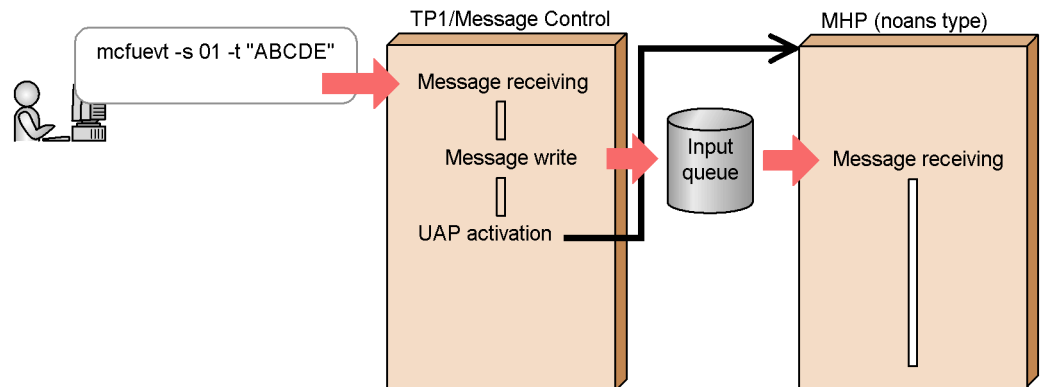 TP1/Message Control
MHP (noans type)
mcfuevt -s 01 -t "ABCDE"
Message receiving
Message write
UAP activation
Input
queue
Message receiving